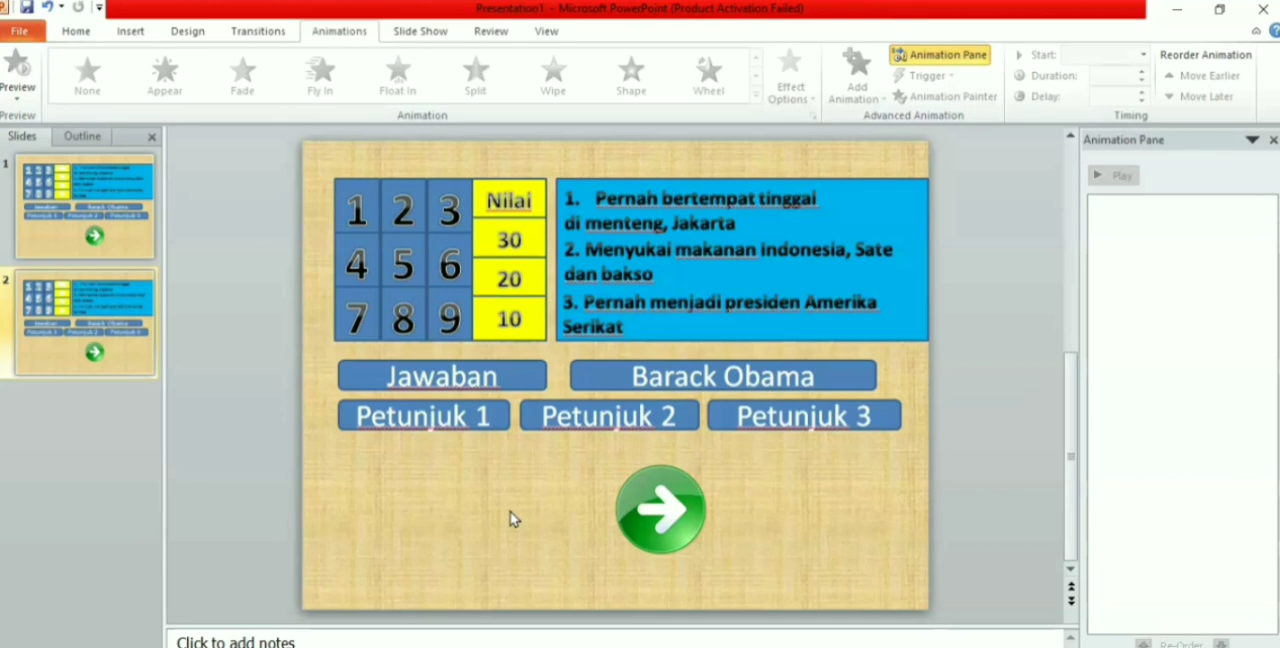 Presentation1 - Microsoft PowerPoint (Product Activation Failed)
File Home Insert Design Transitions Animations Slide Show Review View
Preview
Preview
None Appear Fade Fly In Float In Split Wipe Shape Wheel
Animation
Effect Options
Add Animation
Animation Pane
Trigger
Animation Painter
Advanced Animation
Start:
Duration:
Delay:
Reorder Animation
Move Earlier
Move Later
Timing
Slides Outline
1
2
1 2 3
4 5 6
7 8 9
Nilai
30
20
10
1. Pernah bertempat tinggal
di menteng, Jakarta
2. Menyukai makanan indonesia, Sate
dan bakso
3. Pernah menjadi presiden Amerika
Serikat
Jawaban Barack Obama
Petunjuk 1 Petunjuk 2 Petunjuk 3
Click to add notes
Animation Pane
Play
Re-Order